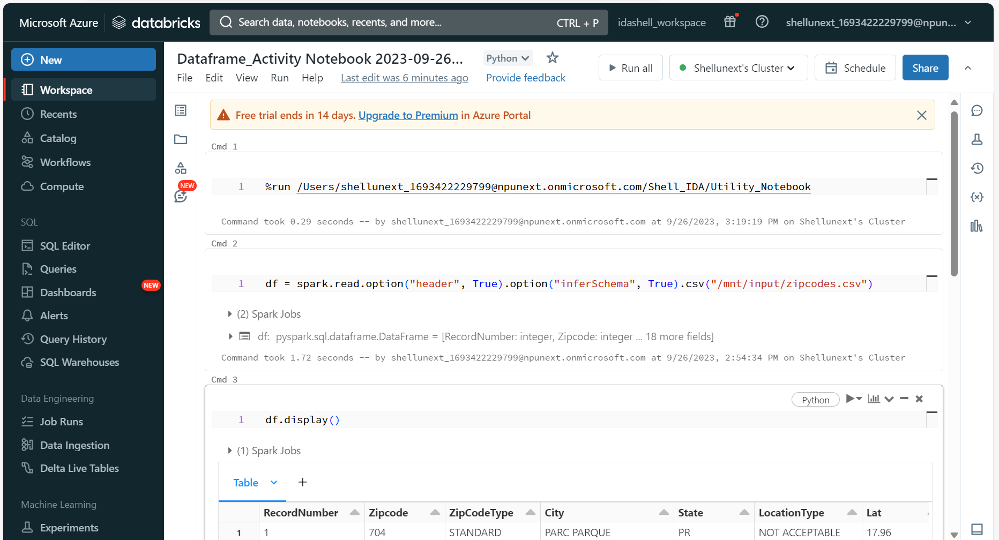 Microsoft Azure databricks Search data, notebooks, recents, and more... CTRL + P idashell_workspace shellunext_1693422229799@npun...
New
Workspace
Recents
Catalog
Workflows
Compute
SQL
SQL Editor
Queries
Dashboards NEW
Alerts
Query History
SQL Warehouses
Data Engineering
Job Runs
Data Ingestion
Delta Live Tables
Machine Learning
Experiments
Dataframe_Activity Notebook 2023-09-26... Python
File Edit View Run Help Last edit was 6 minutes ago Provide feedback
Run all Shellunext's Cluster Schedule Share
NEW
Free trial ends in 14 days. Upgrade to Premium in Azure Portal
Cmd 1
1 %run /Users/shellunext_1693422229799@npunext.onmicrosoft.com/Shell_IDA/Utility_Notebook
Command took 0.29 seconds -- by shellunext_1693422229799@npunext.onmicrosoft.com at 9/26/2023, 3:19:19 PM on Shellunext's Cluster
Cmd 2
1 df = spark.read.option("header", True).option("inferSchema", True).csv("/mnt/input/zipcodes.csv")
(2) Spark Jobs
df: pyspark.sql.dataframe.DataFrame = [RecordNumber: integer, Zipcode: integer ... 18 more fields]
Command took 1.72 seconds -- by shellunext_1693422229799@npunext.onmicrosoft.com at 9/26/2023, 2:54:34 PM on Shellunext's Cluster
Cmd 3
Python
1 df.display()
(1) Spark Jobs
Table +
RecordNumber Zipcode ZipCodeType City State LocationType Lat
1 1 704 STANDARD PARC PARQUE PR NOT ACCEPTABLE 17.96